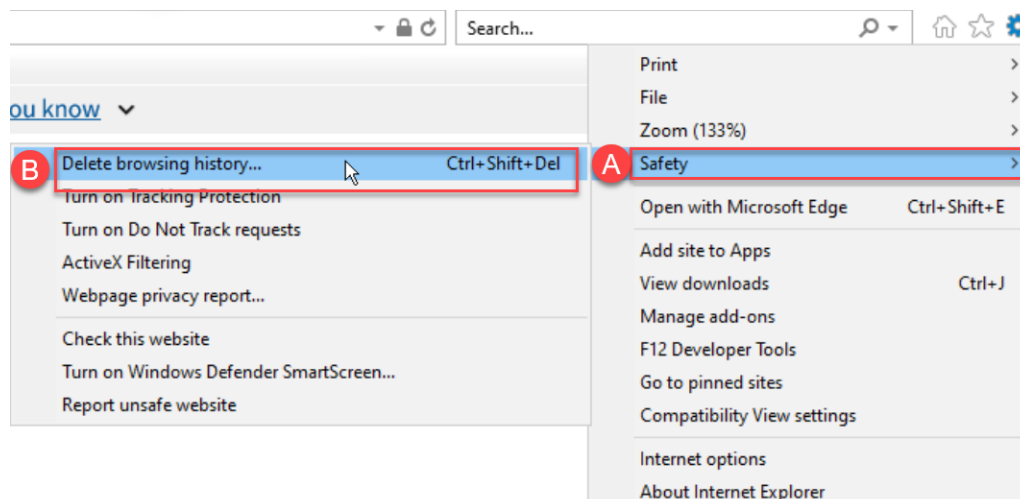 Search...
ou know
Print
File
Zoom (133%)
A
Safety
B
Delete browsing history... Ctrl+Shift+Del
Turn on Tracking Protection
Turn on Do Not Track requests
ActiveX Filtering
Webpage privacy report...
Check this website
Turn on Windows Defender SmartScreen...
Report unsafe website
Open with Microsoft Edge Ctrl+Shift+E
Add site to Apps
View downloads Ctrl+J
Manage add-ons
F12 Developer Tools
Go to pinned sites
Compatibility View settings
Internet options
About Internet Explorer